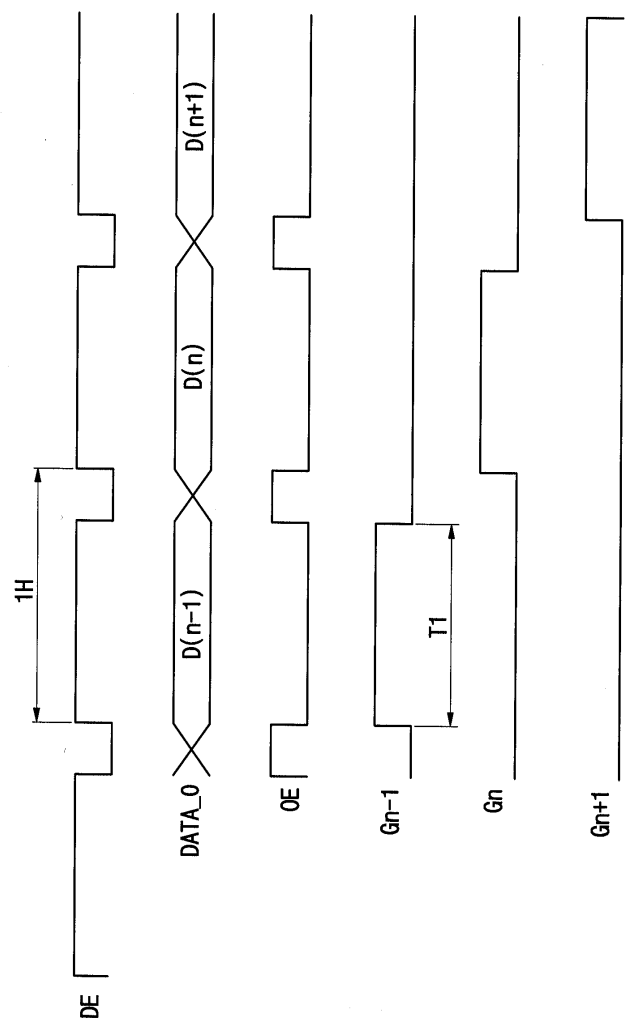 1H
DE
DATA_O
D(n-1)
D(n)
D(n+1)
OE
Gn-1
T1
Gn
Gn+1